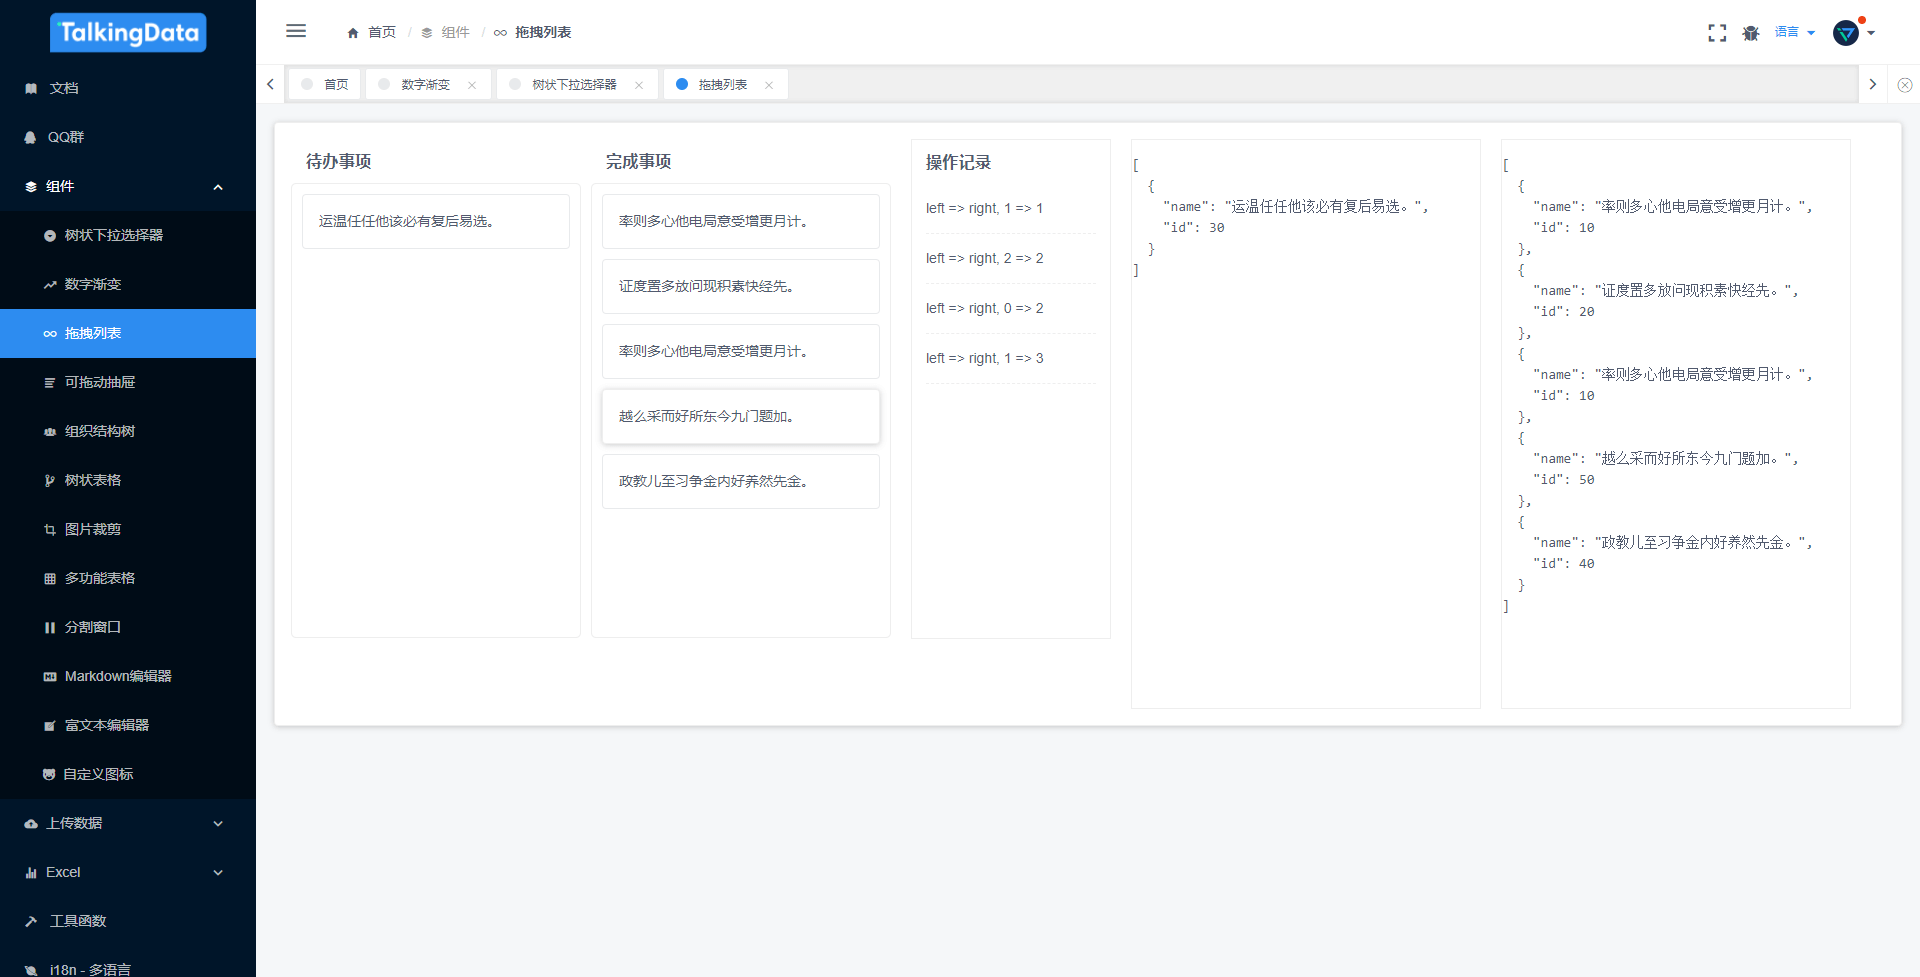 TalkingData
文档
QQ群
组件
树状下拉选择器
数字渐变
拖拽列表
可拖动抽屉
组织结构树
树状表格
图片裁剪
多功能表格
分割窗口
Markdown编辑器
富文本编辑器
自定义图标
上传数据
Excel
工具函数
i18n - 多语言
首页 / 组件 / 拖拽列表
语言
首页
数字渐变
树状下拉选择器
拖拽列表
待办事项
运温任任他该必有复后易选。
完成事项
率则多心他电局意受增更月计。
证度置多放问现积素快经先。
率则多心他电局意受增更月计。
越么采而好所东今九门题加。
政教儿至习争金内好养然先金。
操作记录
left => right, 1 => 1
left => right, 2 => 2
left => right, 0 => 2
left => right, 1 => 3
[
{
"name": "运温任任他该必有复后易选。",
"id": 30
}
]
[
{
"name": "率则多心他电局意受增更月计。",
"id": 10
},
{
"name": "证度置多放问现积素快经先。",
"id": 20
},
{
"name": "率则多心他电局意受增更月计。",
"id": 10
},
{
"name": "越么采而好所东今九门题加。",
"id": 50
},
{
"name": "政教儿至习争金内好养然先金。",
"id": 40
}
]